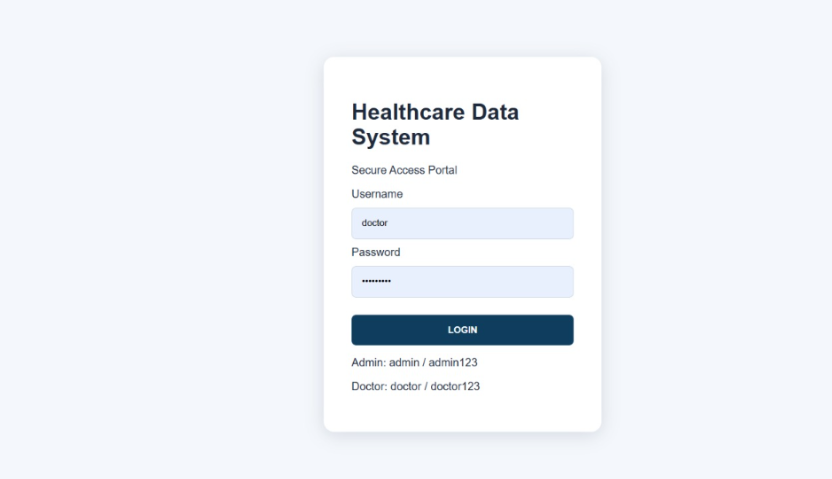 Healthcare Data
System
Secure Access Portal
Username
doctor
Password
•••••••••
LOGIN
Admin: admin / admin123
Doctor: doctor / doctor123